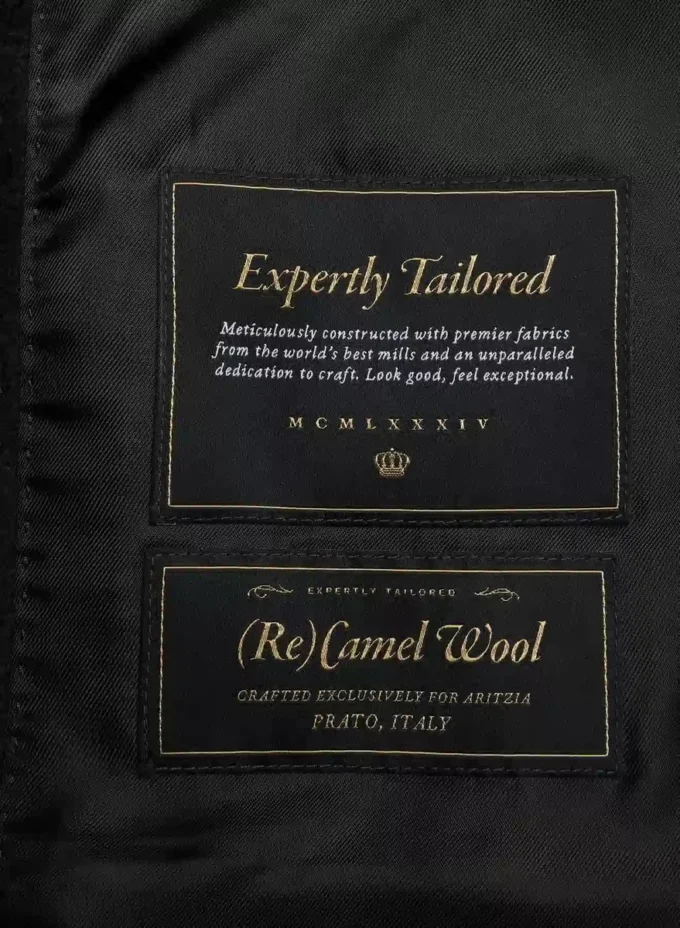 Expertly Tailored
Meticulously constructed with premier fabrics
from the world's best mills and an unparalleled
dedication to craft. Look good, feel exceptional.
MCMLXXXIV
EXPERTLY TAILORED
(Re)Camel Wool
CRAFTED EXCLUSIVELY FOR ARITZIA
PRATO, ITALY